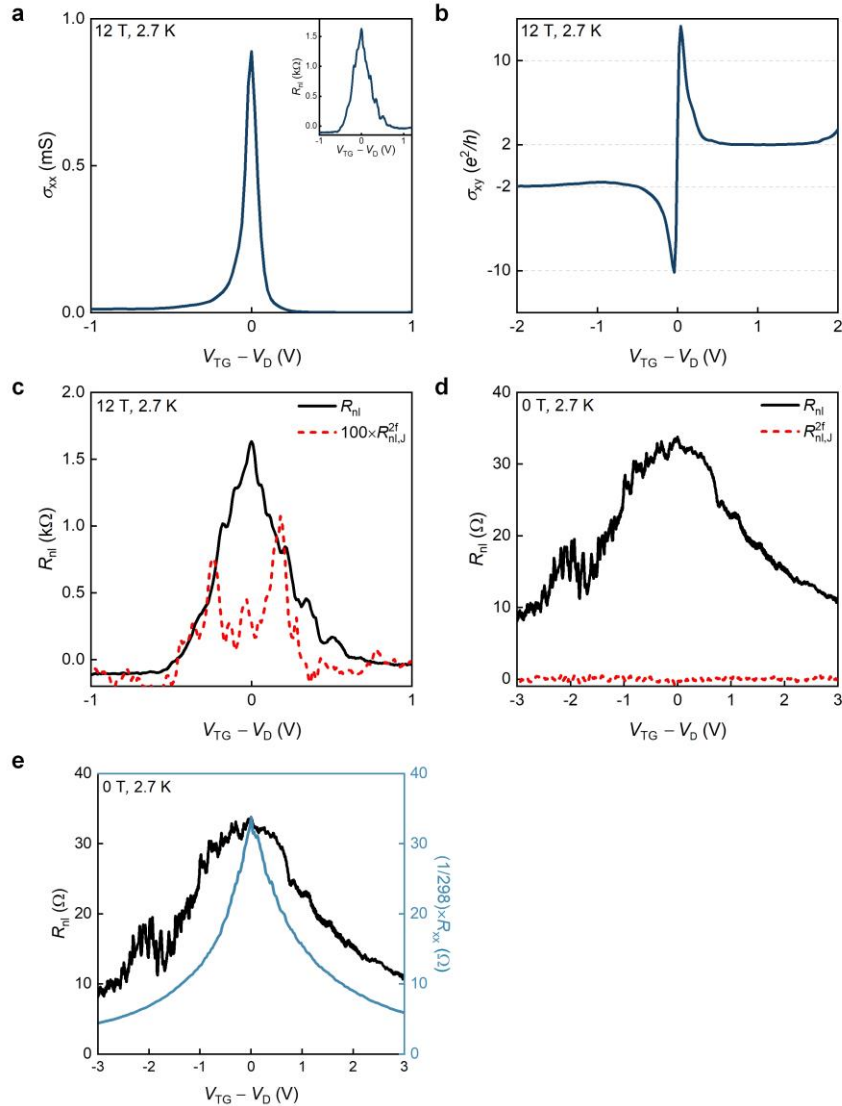 a
12 T, 2.7 K
1.0
0.5
0.0
σxx (mS)
-1
0
1
VTG – VD (V)
1.5
1.0
0.5
0.0
Rnl (kΩ)
-1
0
1
VTG – VD (V)
b
12 T, 2.7 K
10
2
-2
-10
σxy (e²/h)
-2
-1
0
1
2
VTG – VD (V)
c
12 T, 2.7 K
Rnl
100×R2fnl,J
2.0
1.5
1.0
0.5
0.0
Rnl (kΩ)
-1
0
1
VTG – VD (V)
d
0 T, 2.7 K
Rnl
R2fnl,J
40
30
20
10
0
Rnl (Ω)
-3
-2
-1
0
1
2
3
VTG – VD (V)
e
0 T, 2.7 K
40
30
20
10
0
Rnl (Ω)
40
30
20
10
0
(1/298)×Rxx (Ω)
-3
-2
-1
0
1
2
3
VTG – VD (V)